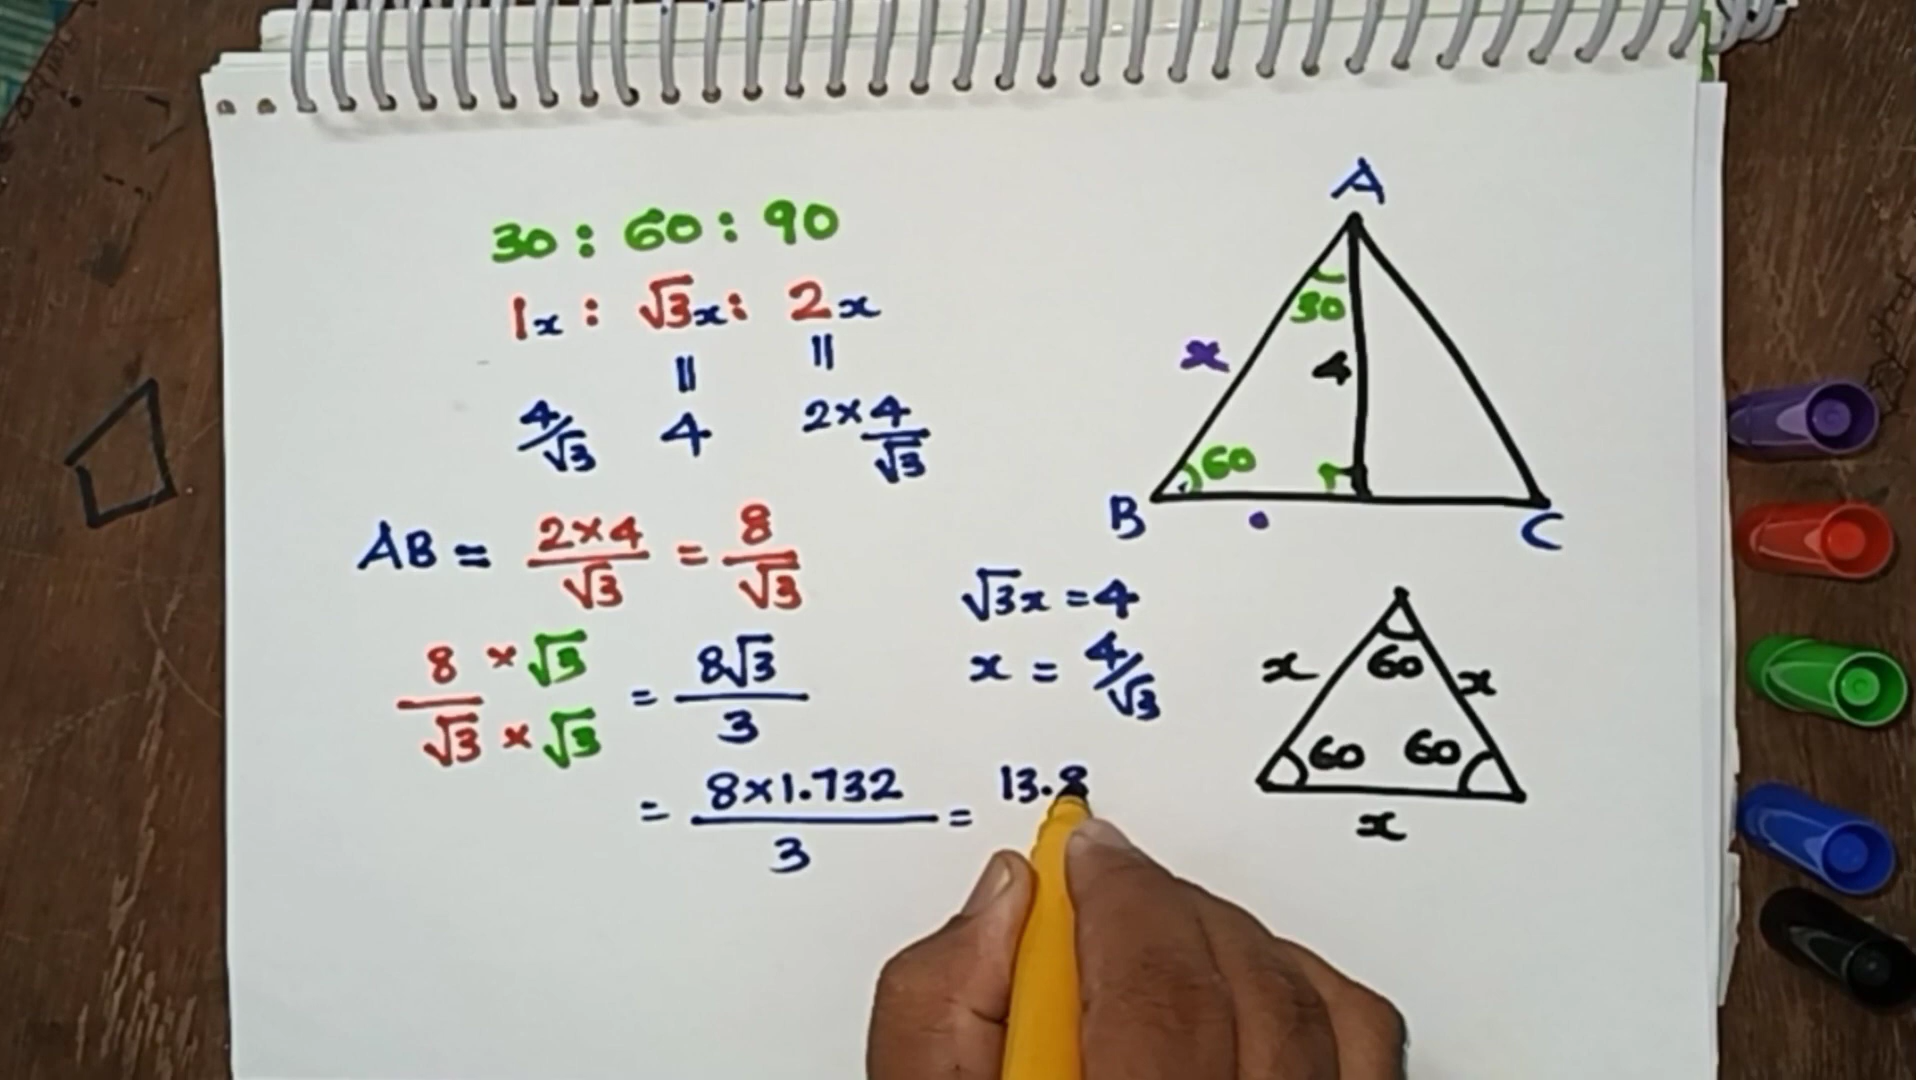 30 : 60 : 90
1x : √3x : 2x
॥ ॥
4/√3 4 2×4/√3
AB = 2×4/√3 = 8/√3
8×√3/√3×√3 = 8√3/3
= 8×1.732/3 = 13.8
√3x = 4
x = 4/√3
A
30
x 4
60
B C
60
x x
60 60
x